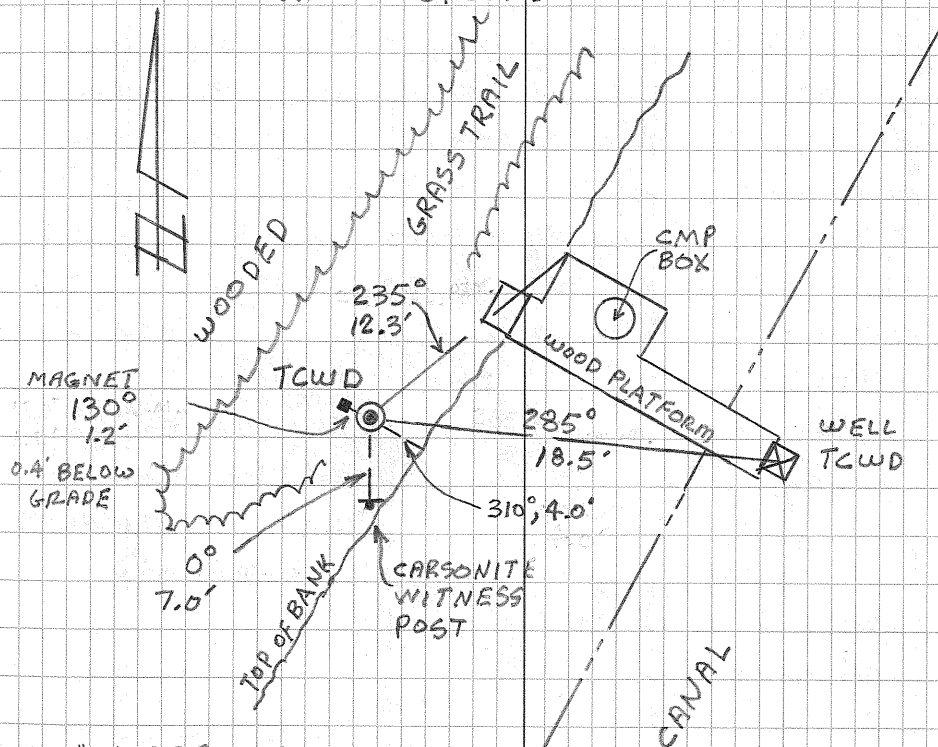 GRASS TRAIL
WOODED
CMP
BOX
235°
12.3'
WOOD PLATFORM
TCWD
MAGNET
130°
1.2'
0.4' BELOW
GRADE
285°
18.5'
WELL
TCWD
310°, 4.0'
0°
7.0'
CARSONITE
WITNESS
POST
TOP OF BANK
CANAL